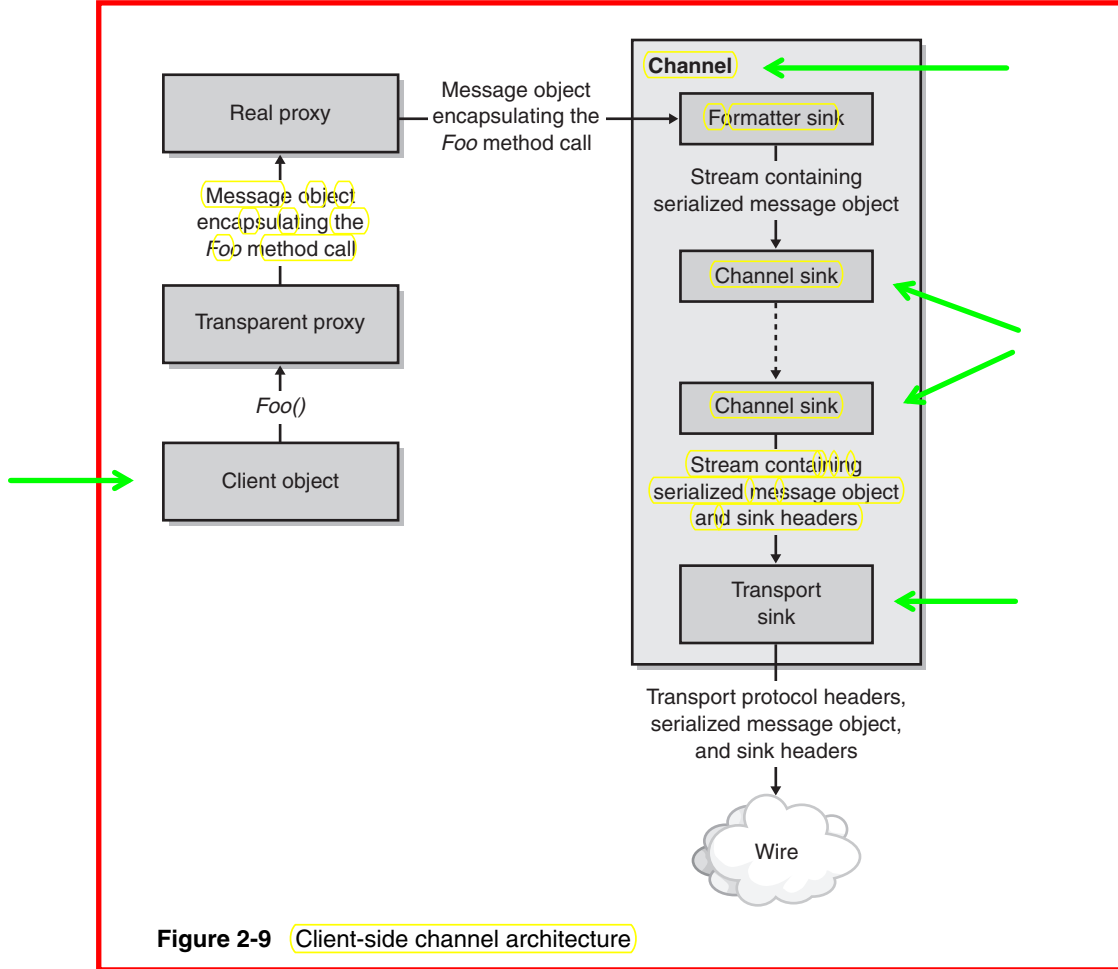 Channel
Real proxy
Message object
encapsulating the
Foo method call
Formatter sink
Message object
encapsulating the
Foo method call
Stream containing
serialized message object
Channel sink
Transparent proxy
Foo()
Channel sink
Client object
Stream containing
serialized message object
and sink headers
Transport
sink
Transport protocol headers,
serialized message object,
and sink headers
Wire
Figure 2-9 Client-side channel architecture